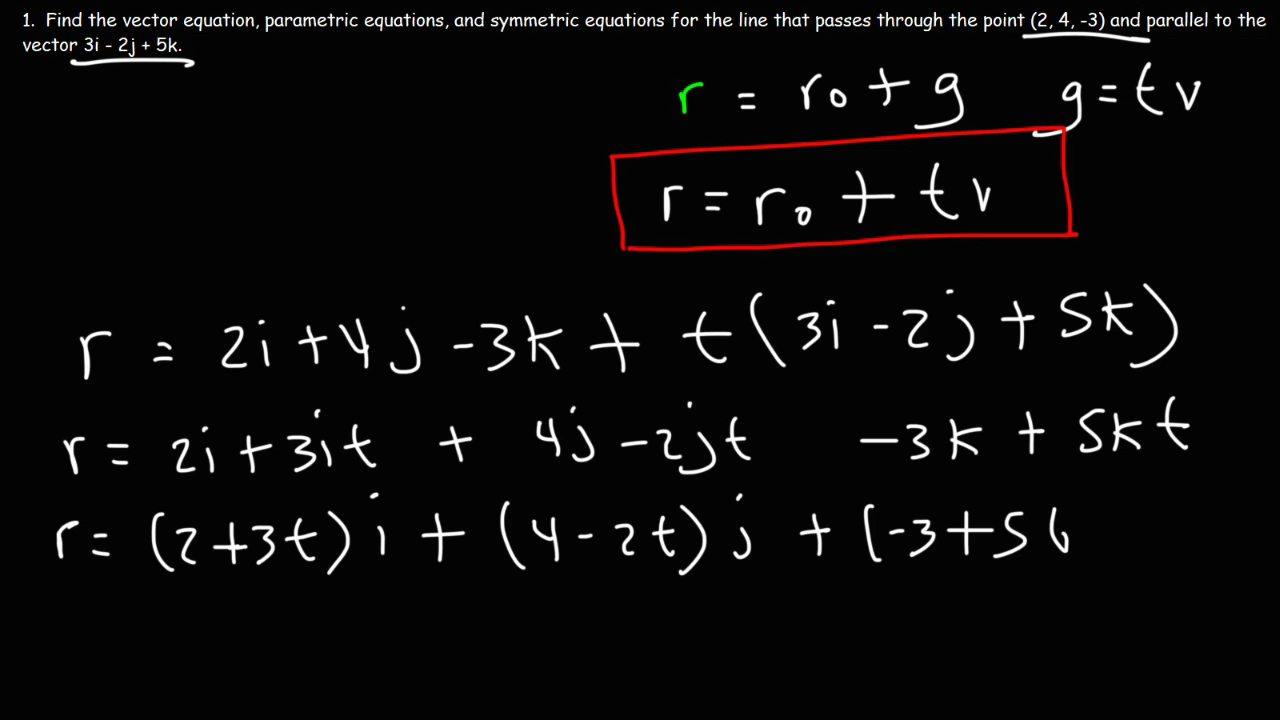 1. Find the vector equation, parametric equations, and symmetric equations for the line that passes through the point (2, 4, -3) and parallel to the
vector 3i - 2j + 5k.
r = r₀ + g g = t v
r = r₀ + t v
r = 2i + 4j - 3k + t(3i - 2j + 5k)
r = 2i + 3it + 4j - 2jt - 3k + 5kt
r = (2 + 3t)i + (4 - 2t)j + (-3 + 5